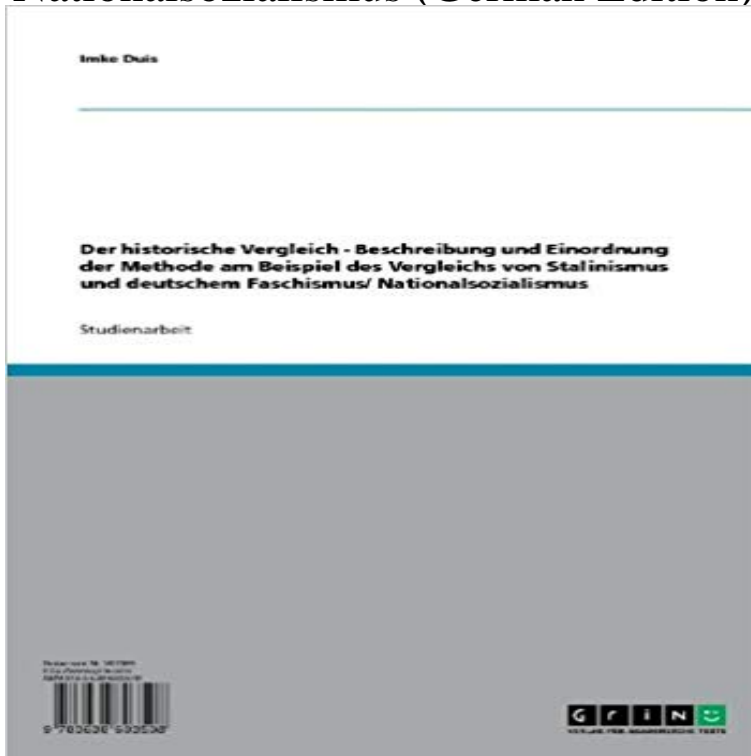 Nationalsozialismus (German Edition)
Imke Duis
Der historische Vergleich - Beschreibung und Einordnung
der Methode am Beispiel des Vergleichs von Stalinismus
und deutschem Faschismus/ Nationalsozialismus
Studienarbeit
GRIN